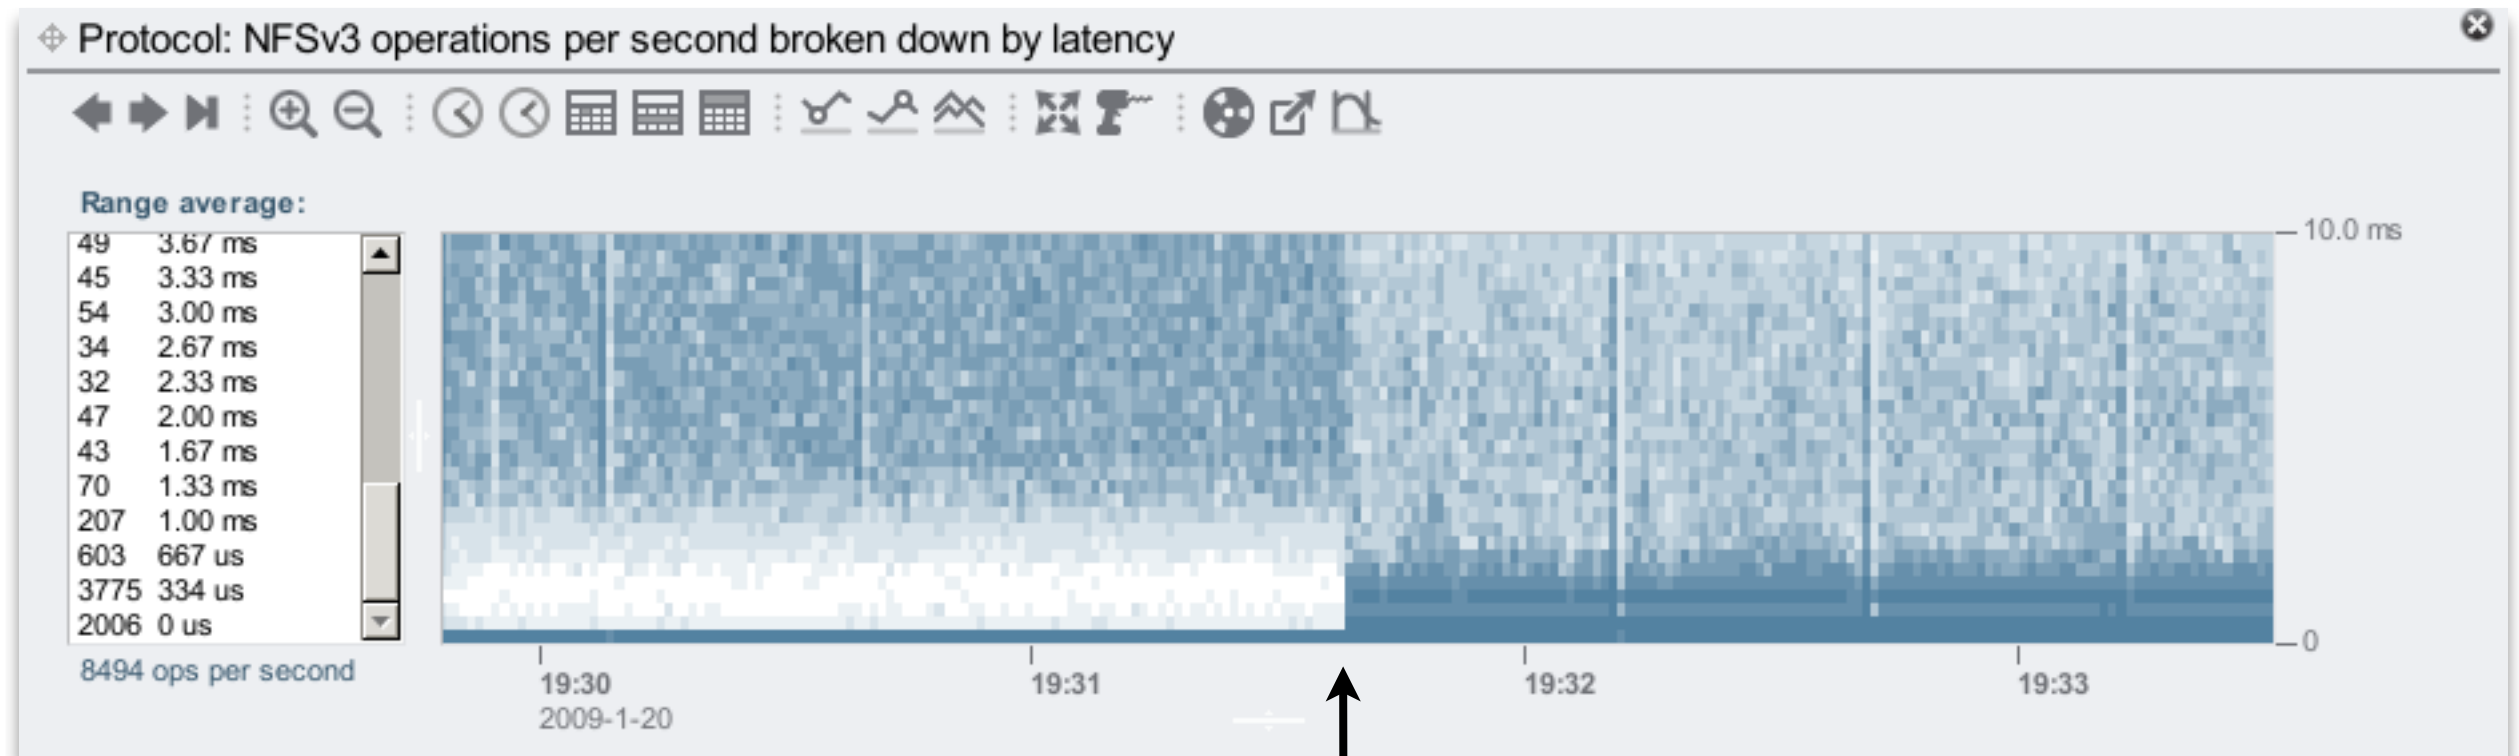 Protocol: NFSv3 operations per second broken down by latency
Range average:
49 3.67 ms
45 3.33 ms
54 3.00 ms
34 2.67 ms
32 2.33 ms
47 2.00 ms
43 1.67 ms
70 1.33 ms
207 1.00 ms
603 667 us
3775 334 us
2006 0 us
8494 ops per second
10.0 ms
0
19:30 19:31 19:32 19:33
2009-1-20